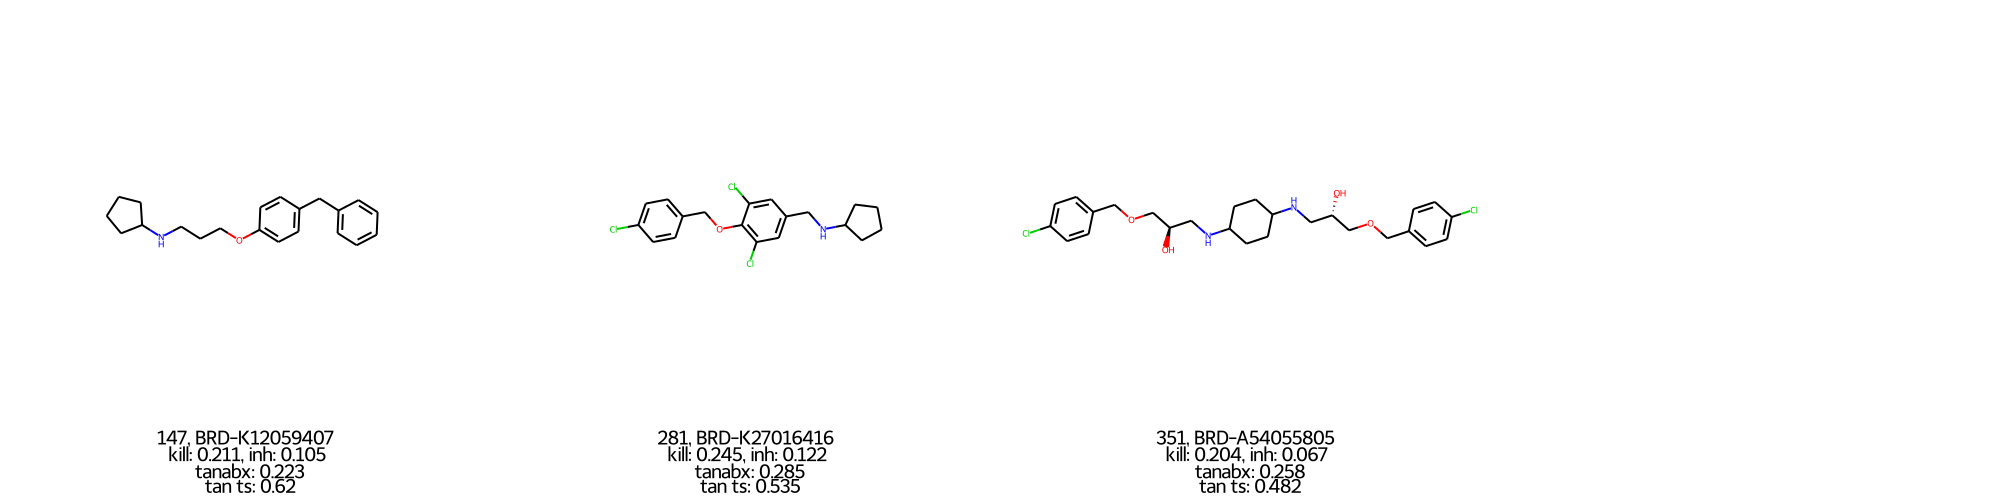 Cl
OH
Cl
Cl
O
N
H
Cl
O
N
H
Cl
O
OH
N
H
H
N
O
Cl
147, BRD-K12059407
kill: 0.211, inh: 0.105
tanabx: 0.223
tan ts: 0.62
281, BRD-K27016416
kill: 0.245, inh: 0.122
tanabx: 0.285
tan ts: 0.535
351, BRD-A54055805
kill: 0.204, inh: 0.067
tanabx: 0.258
tan ts: 0.482